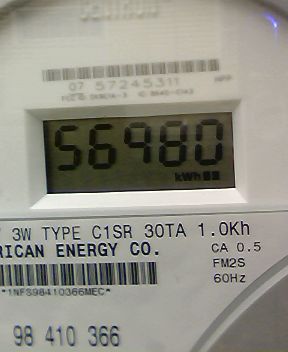 CENTRON
07 57245311
56980
kWh
3W TYPE C1SR 30TA 1.0Kh
RICAN ENERGY CO.
CA 0.5
FM2S
60Hz
*1NFS98410366MEC*
98 410 366